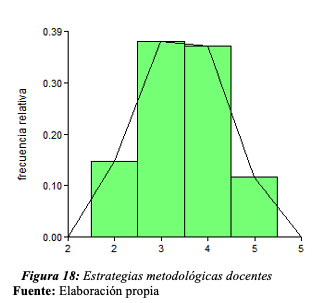 0.39
0.30
0.20
0.10
0.00
frecuencia relativa
2 2 3 4 5 5
Figura 18: Estrategias metodológicas docentes
Fuente: Elaboración propia